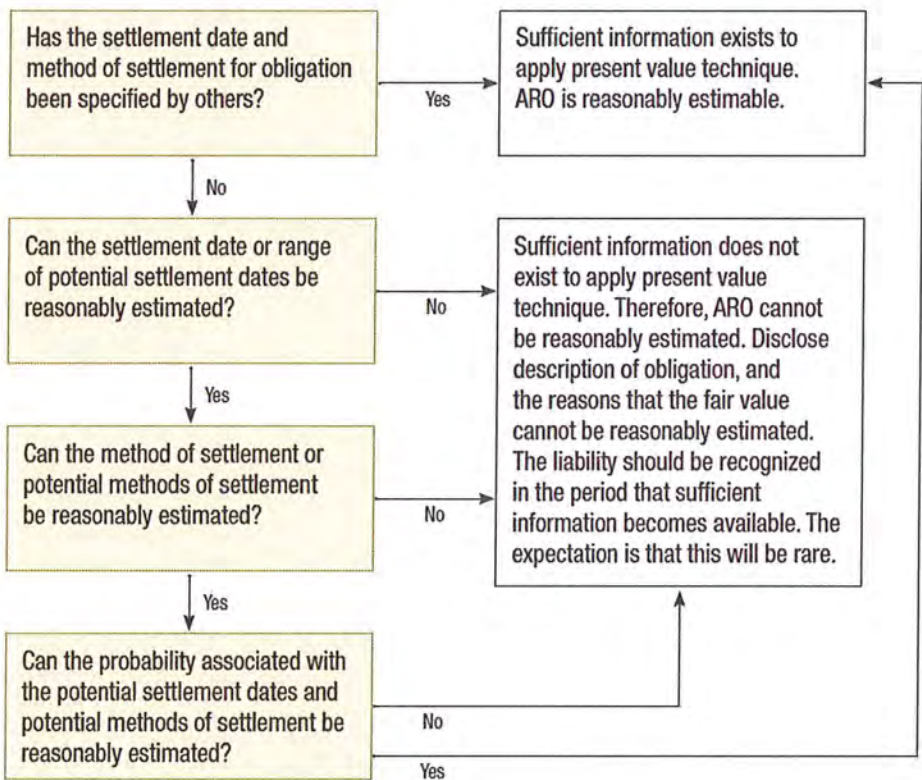 Has the settlement date and
method of settlement for obligation
been specified by others?
Yes
Sufficient information exists to
apply present value technique.
ARO is reasonably estimable.
No
Can the settlement date or range
of potential settlement dates be
reasonably estimated?
No
Sufficient information does not
exist to apply present value
technique. Therefore, ARO cannot
be reasonably estimated. Disclose
description of obligation, and
the reasons that the fair value
cannot be reasonably estimated.
The liability should be recognized
in the period that sufficient
information becomes available. The
expectation is that this will be rare.
Yes
Can the method of settlement or
potential methods of settlement
be reasonably estimated?
No
Yes
Can the probability associated with
the potential settlement dates and
potential methods of settlement be
reasonably estimated?
No
Yes